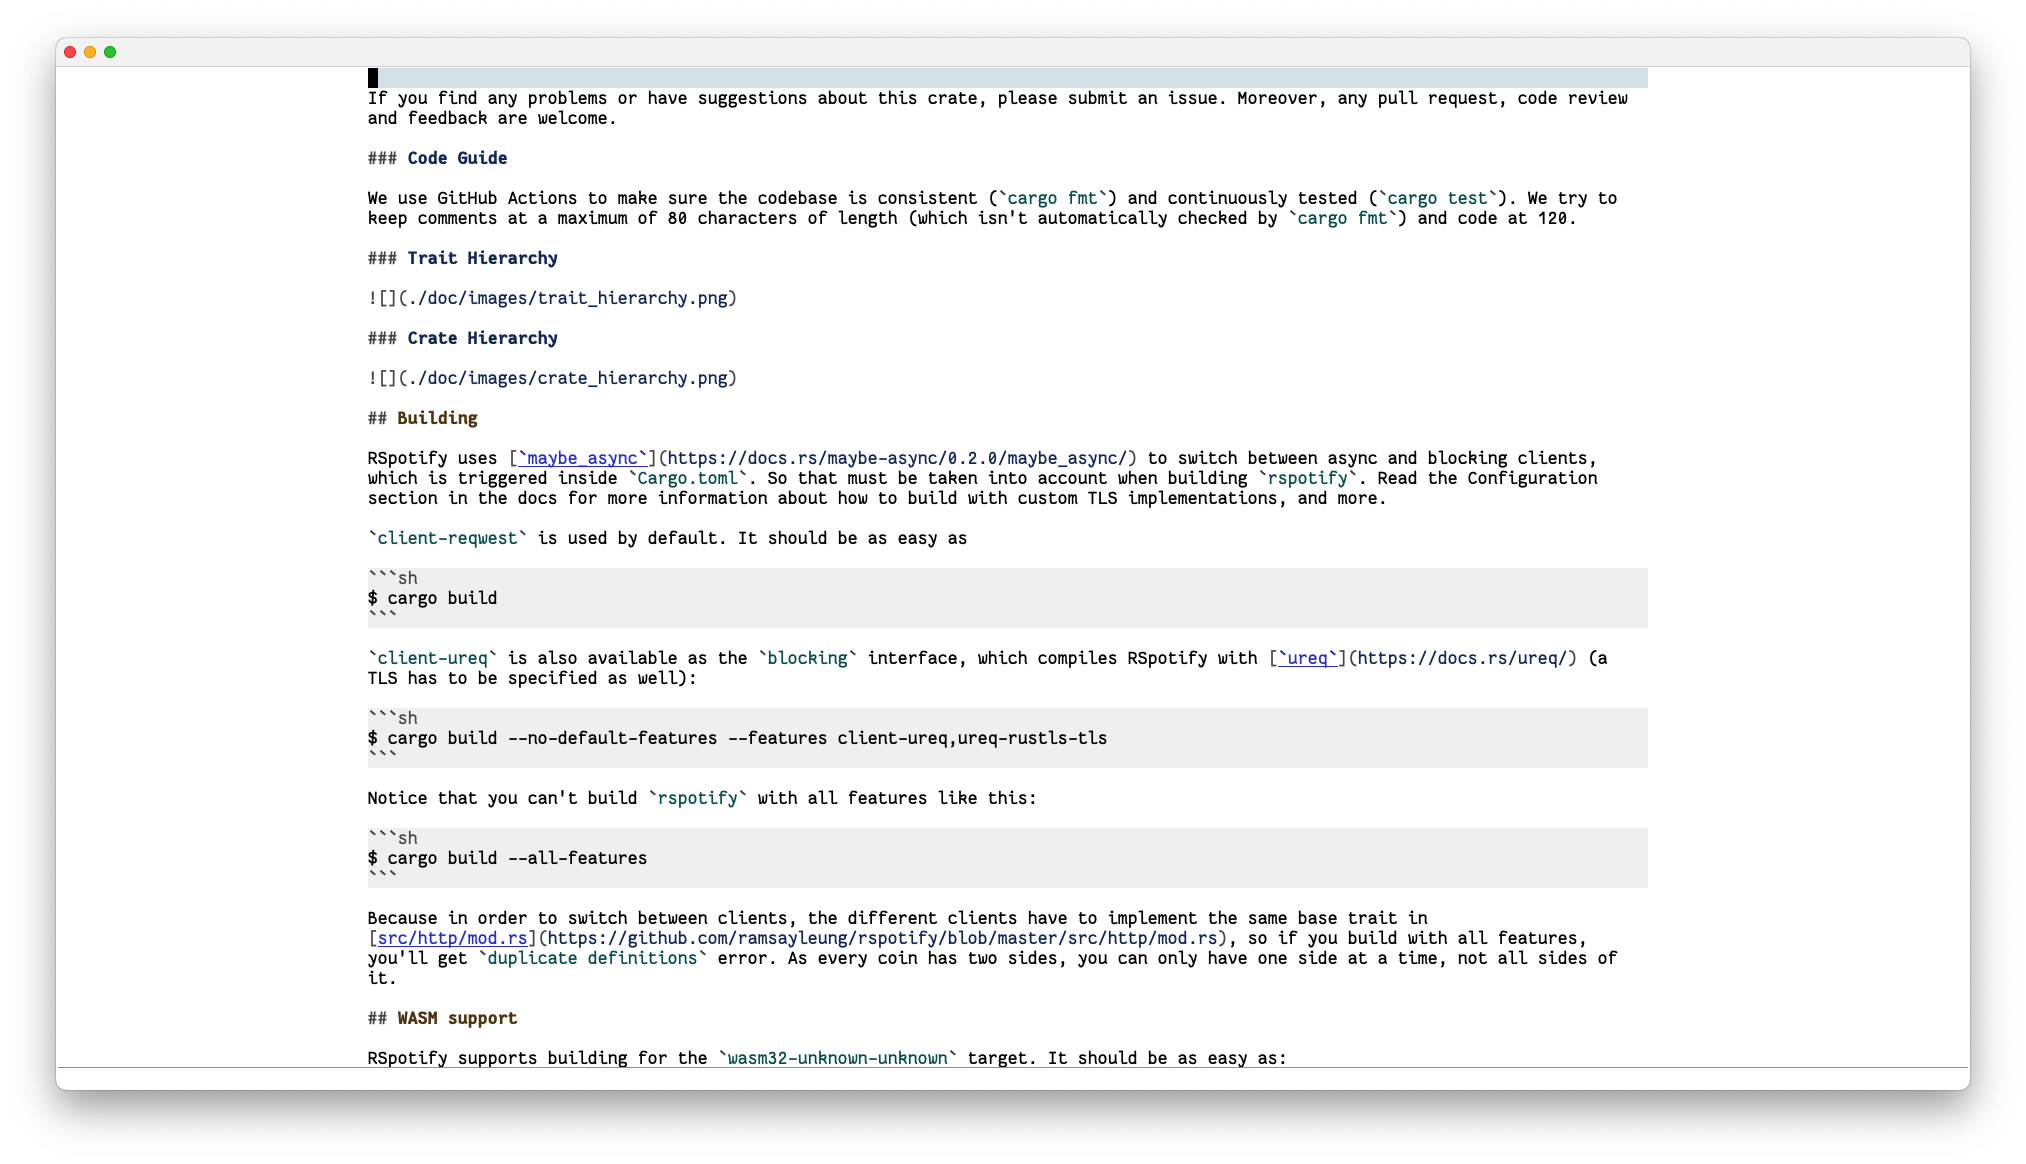 If you find any problems or have suggestions about this crate, please submit an issue. Moreover, any pull request, code review
and feedback are welcome.
### Code Guide
We use GitHub Actions to make sure the codebase is consistent (`cargo fmt`) and continuously tested (`cargo test`). We try to
keep comments at a maximum of 80 characters of length (which isn't automatically checked by `cargo fmt`) and code at 120.
### Trait Hierarchy
![](./doc/images/trait_hierarchy.png)
### Crate Hierarchy
![](./doc/images/crate_hierarchy.png)
## Building
RSpotify uses [`maybe_async`](https://docs.rs/maybe-async/0.2.0/maybe_async/) to switch between async and blocking clients,
which is triggered inside `Cargo.toml`. So that must be taken into account when building `rspotify`. Read the Configuration
section in the docs for more information about how to build with custom TLS implementations, and more.
`client-reqwest` is used by default. It should be as easy as
```sh
$ cargo build
```
`client-ureq` is also available as the `blocking` interface, which compiles RSpotify with [`ureq`](https://docs.rs/ureq/) (a
TLS has to be specified as well):
```sh
$ cargo build --no-default-features --features client-ureq,ureq-rustls-tls
```
Notice that you can't build `rspotify` with all features like this:
```sh
$ cargo build --all-features
```
Because in order to switch between clients, the different clients have to implement the same base trait in
[src/http/mod.rs](https://github.com/ramsayleung/rspotify/blob/master/src/http/mod.rs), so if you build with all features,
you'll get `duplicate definitions` error. As every coin has two sides, you can only have one side at a time, not all sides of
it.
## WASM support
RSpotify supports building for the `wasm32-unknown-unknown` target. It should be as easy as: